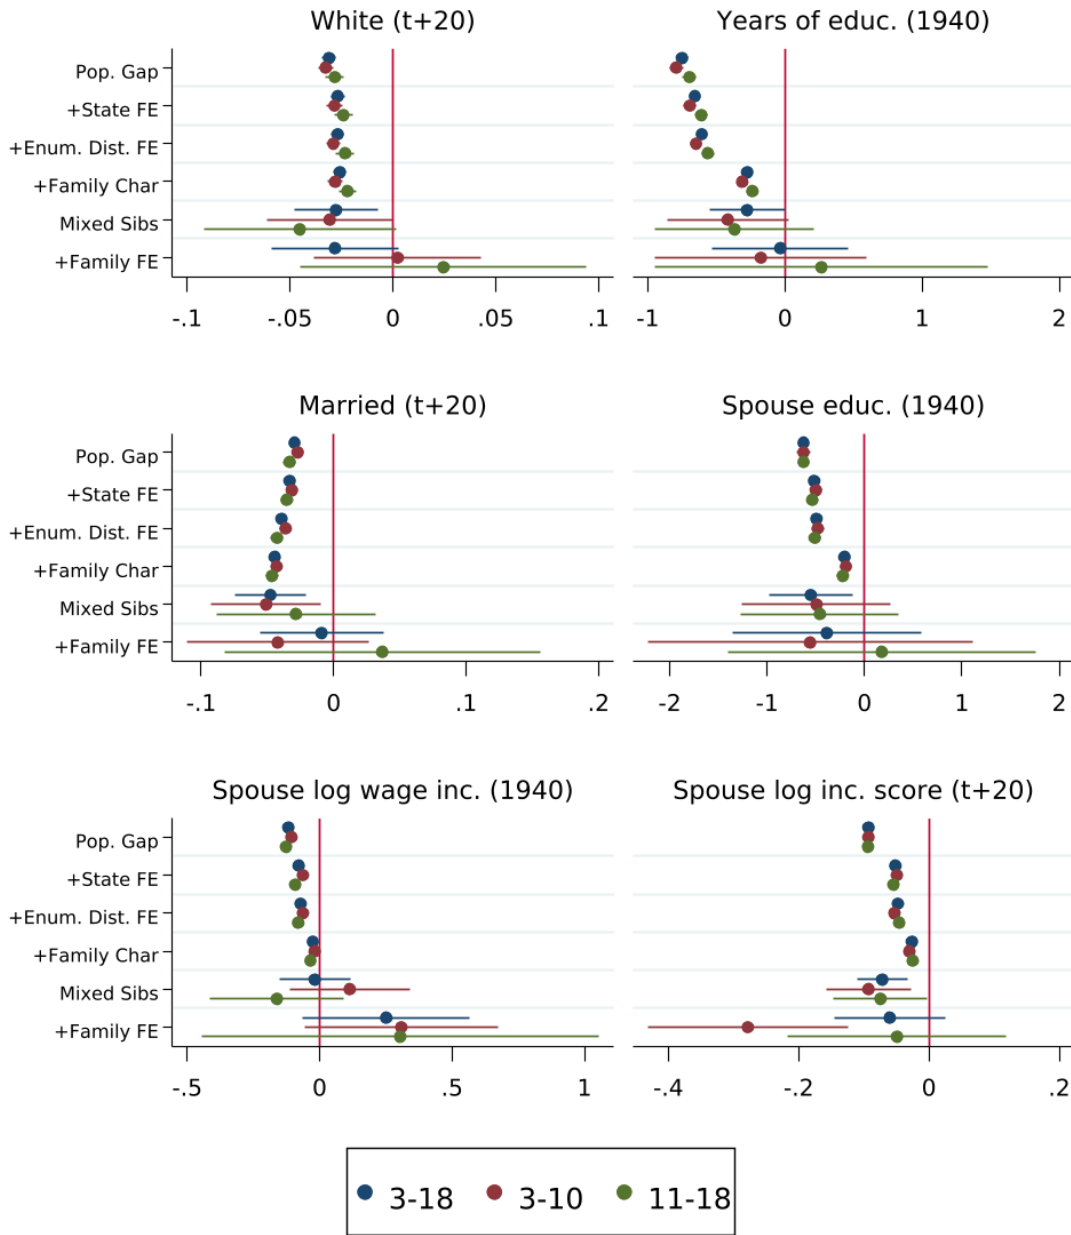 White (t+20)
Pop. Gap
+State FE
+Enum. Dist. FE
+Family Char
Mixed Sibs
+Family FE
-.1 -.05 0 .05 .1
Years of educ. (1940)
-1 0 1 2
Married (t+20)
Pop. Gap
+State FE
+Enum. Dist. FE
+Family Char
Mixed Sibs
+Family FE
-.1 0 .1 .2
Spouse educ. (1940)
-2 -1 0 1 2
Spouse log wage inc. (1940)
Pop. Gap
+State FE
+Enum. Dist. FE
+Family Char
Mixed Sibs
+Family FE
-.5 0 .5 1
Spouse log inc. score (t+20)
-.4 -.2 0 .2
3-18 3-10 11-18